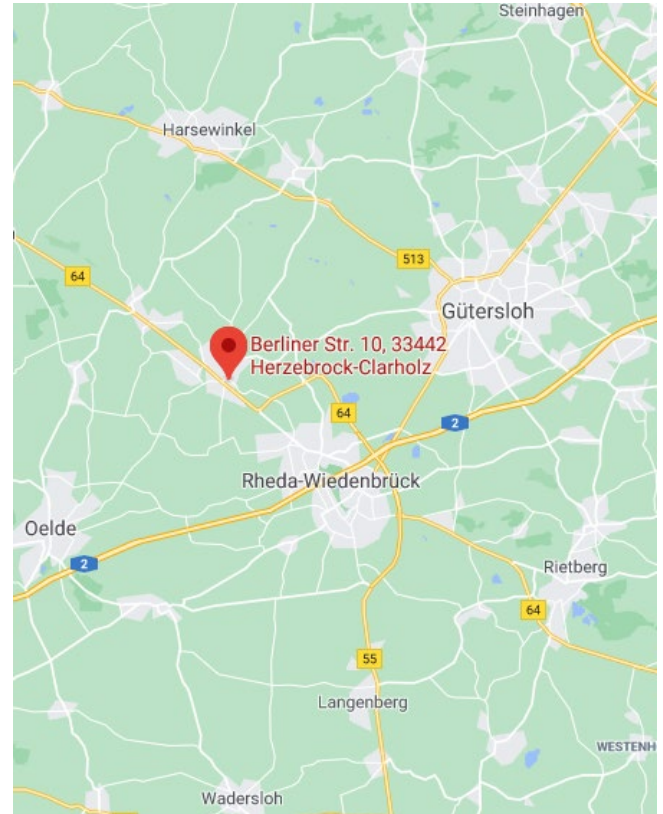 Steinhagen
Harsewinkel
513
64
Gütersloh
Berliner Str. 10, 33442
Herzebrock-Clarholz
64
2
Rheda-Wiedenbrück
Oelde
2
Rietberg
64
55
Langenberg
WESTENH
Wadersloh